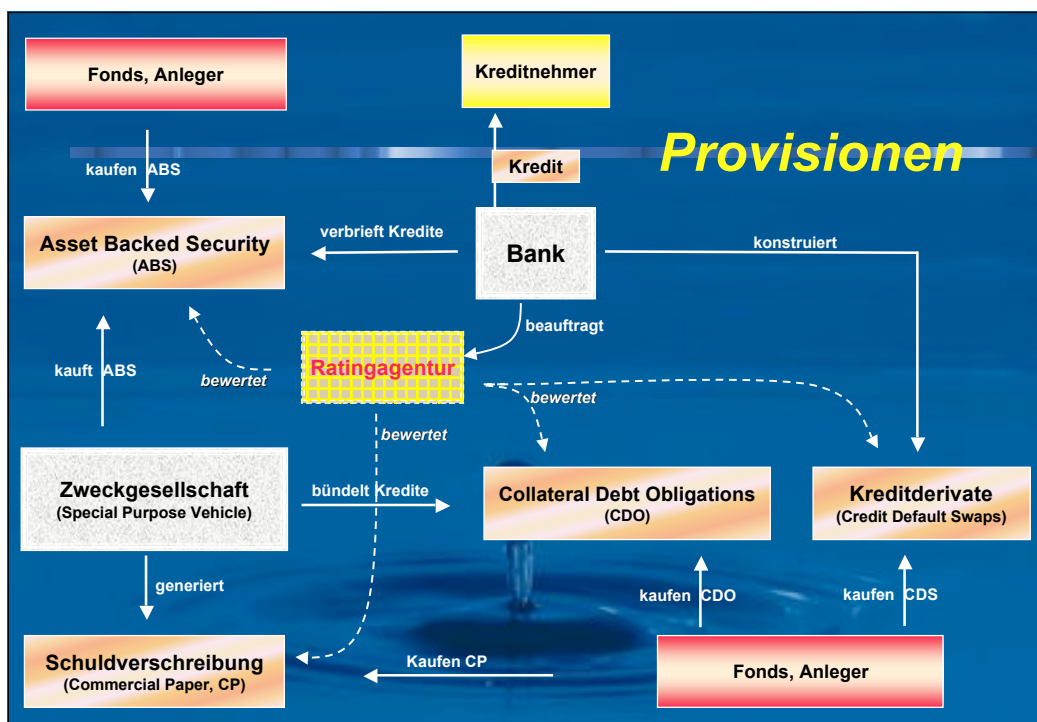 Fonds, Anleger
Kreditnehmer
Provisionen
kaufen ABS
Kredit
Asset Backed Security
(ABS)
verbrieft Kredite
Bank
konstruiert
beauftragt
kauft ABS
bewertet
Ratingagentur
bewertet
bewertet
Zweckgesellschaft
(Special Purpose Vehicle)
bündelt Kredite
Collateral Debt Obligations
(CDO)
Kreditderivate
(Credit Default Swaps)
generiert
kaufen CDO
kaufen CDS
Schuldverschreibung
(Commercial Paper, CP)
Kaufen CP
Fonds, Anleger